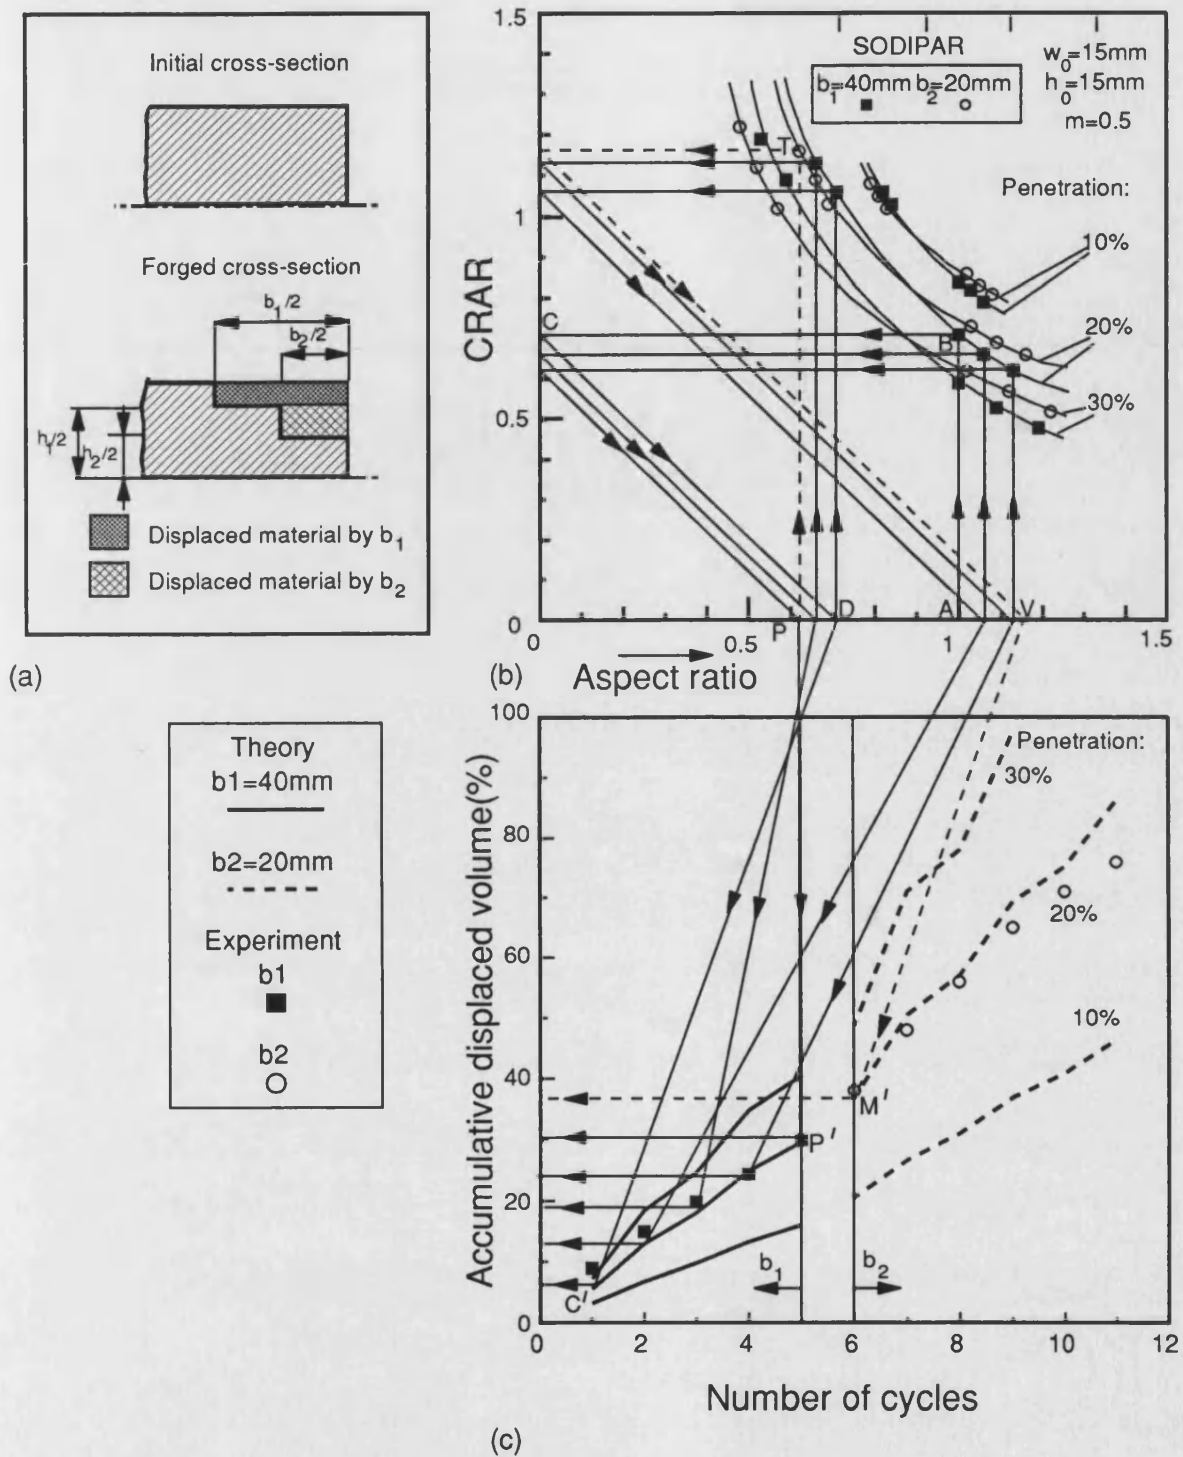 Initial cross-section
Forged cross-section
b1/2
b2/2
h1/2
h2/2
Displaced material by b1
Displaced material by b2
(a)
1.5
1
0.5
0
CRAR
SODIPAR
b1=40mm b2=20mm
w0=15mm
h0=15mm
m=0.5
Penetration:
10%
20%
30%
T
C
B
P
D
A
V
0
0.5
1
1.5
(b)
Aspect ratio
Theory
b1=40mm
b2=20mm
Experiment
b1
b2
100
80
60
40
20
0
Accumulative displaced volume(%)
Penetration:
30%
20%
10%
M'
P'
C'
b1
b2
0
2
4
6
8
10
12
Number of cycles
(c)